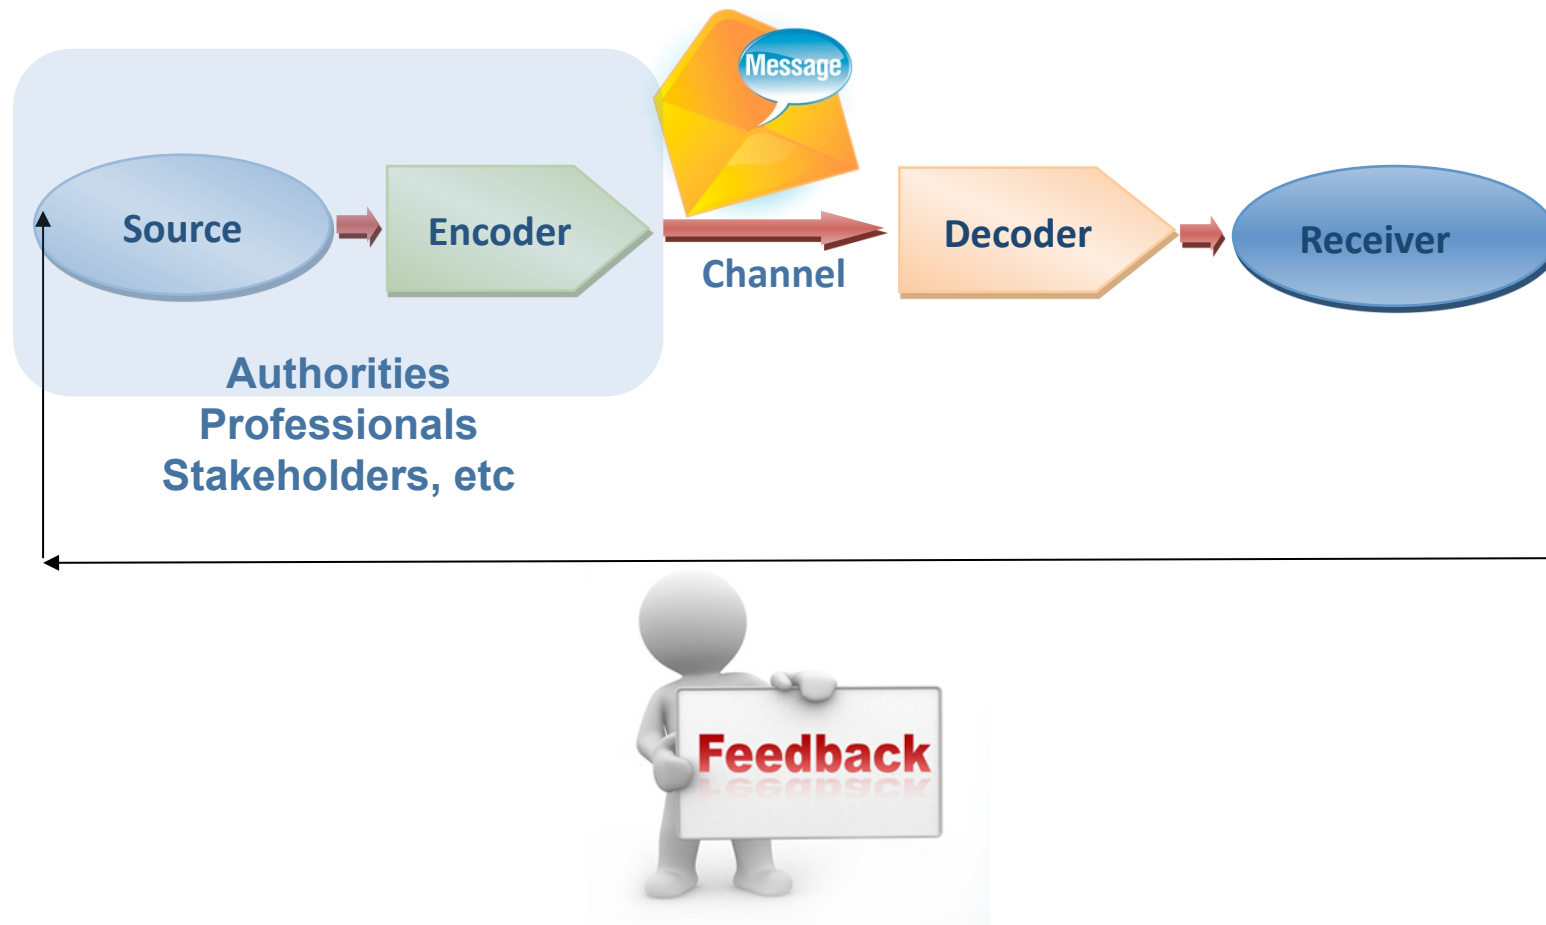 Message
Source
Encoder
Channel
Decoder
Receiver
Authorities
Professionals
Stakeholders, etc
Feedback